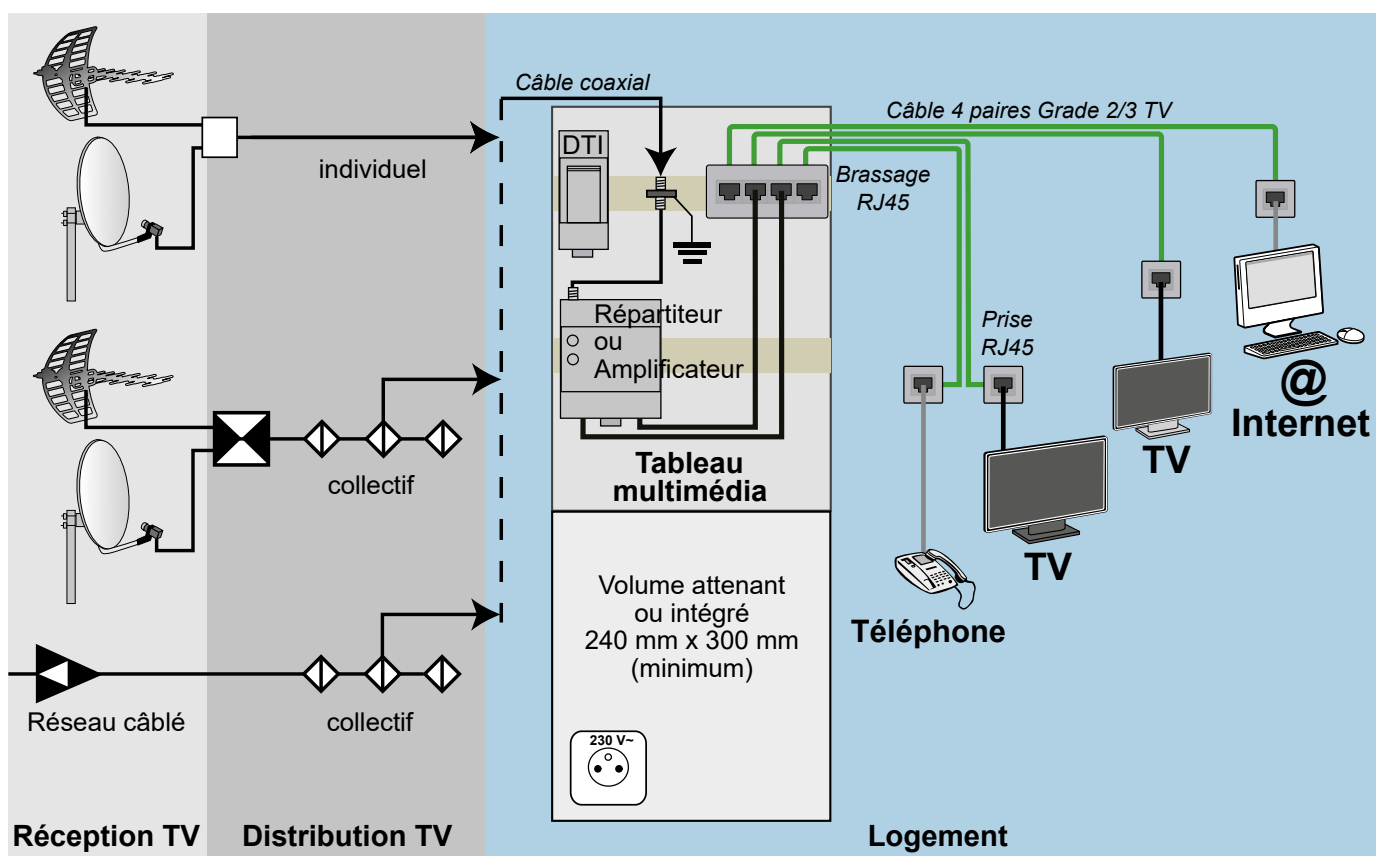 Câble coaxial
Câble 4 paires Grade 2/3 TV
DTI
individuel
Brassage
RJ45
Répartiteur
ou
Amplificateur
Prise
RJ45
@
Internet
TV
Tableau
multimédia
collectif
TV
Volume attenant
ou intégré
240 mm x 300 mm
(minimum)
Téléphone
Réseau câblé
collectif
230 V~
Réception TV
Distribution TV
Logement